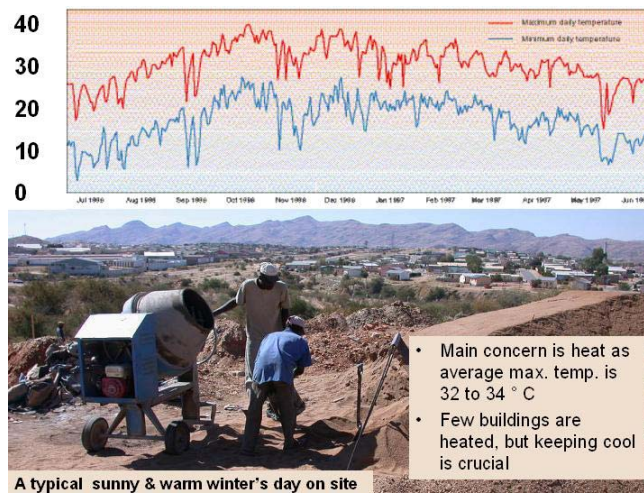 40
30
20
10
0
Maximum daily temperature
Minimum daily temperature
Jul 1996 Aug 1996 Sep 1996 Oct 1996 Nov 1996 Dec 1996 Jan 1997 Feb 1997 Mar 1997 Apr 1997 May 1997 Jun
• Main concern is heat as
average max. temp. is
32 to 34 ° C
• Few buildings are
heated, but keeping cool
is crucial
A typical sunny & warm winter's day on site